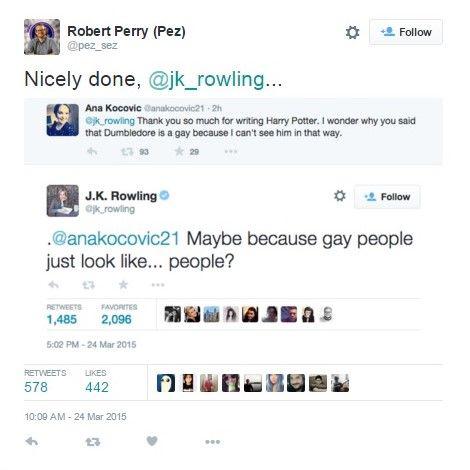 Robert Perry (Pez)
@pez_sez
Follow
Nicely done, @jk_rowling...
Ana Kocovic @anakocovic21 · 2h
@jk_rowling Thank you so much for writing Harry Potter. I wonder why you said
that Dumbledore is a gay because I can't see him in that way.
93 29
J.K. Rowling
@jk_rowling
Follow
.@anakocovic21 Maybe because gay people
just look like... people?
RETWEETS FAVORITES
1,485 2,096
5:02 PM - 24 Mar 2015
RETWEETS LIKES
578 442
10:09 AM - 24 Mar 2015